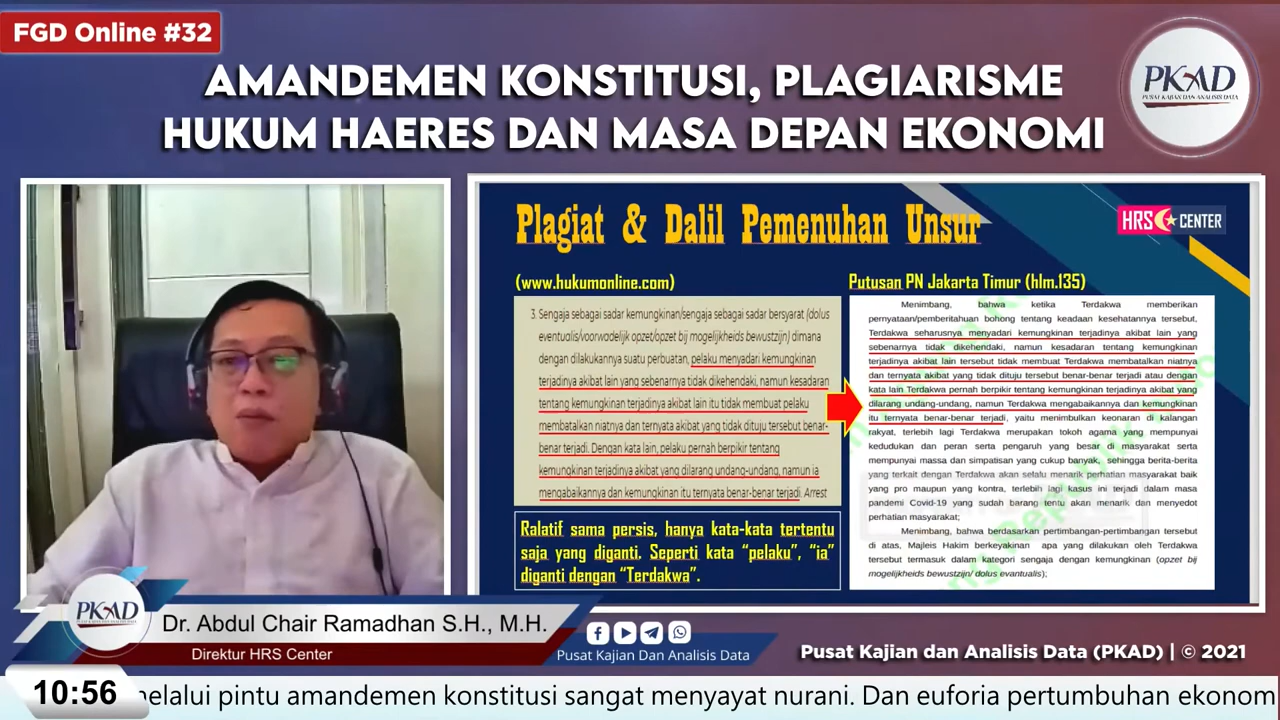 FGD Online #32
AMANDEMEN KONSTITUSI, PLAGIARISME
HUKUM HAERES DAN MASA DEPAN EKONOMI
PKAD
PUSAT KAJIAN DAN ANALISIS DATA
Plagiat & Dalil Pemenuhan Unsur
HRS CENTER
(www.hukumonline.com)
3. Sengaja sebagai sadar kemungkinan/sengaja sebagai sadar bersyarat (dolus
eventualis/voorwadelijk opzet/opzet bij mogelijkheids bewustzijn) dimana
dengan dilakukannya suatu perbuatan, pelaku menyadari kemungkinan
terjadinya akibat lain yang sebenarnya tidak dikehendaki, namun kesadaran
tentang kemungkinan terjadinya akibat lain itu tidak membuat pelaku
membatalkan niatnya dan ternyata akibat yang tidak dituju tersebut benar-
benar terjadi. Dengan kata lain, pelaku pernah berpikir tentang
kemungkinan terjadinya akibat yang dilarang undang-undang, namun ia
mengabaikannya dan kemungkinan itu ternyata benar-benar terjadi. Arrest
Ralatif sama persis, hanya kata-kata tertentu
saja yang diganti. Seperti kata “pelaku”, “ia”
diganti dengan “Terdakwa”.
Putusan PN Jakarta Timur (hlm.135)
Menimbang, bahwa ketika Terdakwa memberikan
pernyataan/pemberitahuan bohong tentang keadaan kesehatannya tersebut,
Terdakwa seharusnya menyadari kemungkinan terjadinya akibat lain yang
sebenarnya tidak dikehendaki, namun kesadaran tentang kemungkinan
terjadinya akibat lain tersebut tidak membuat Terdakwa membatalkan niatnya
dan ternyata akibat yang tidak dituju tersebut benar-benar terjadi atau dengan
kata lain Terdakwa pernah berpikir tentang kemungkinan terjadinya akibat yang
dilarang undang-undang, namun Terdakwa mengabaikannya dan kemungkinan
itu ternyata benar-benar terjadi, yaitu menimbulkan keonaran di kalangan
rakyat, terlebih lagi Terdakwa merupakan tokoh agama yang mempunyai
kedudukan dan peran serta pengaruh yang besar di masyarakat serta
mempunyai massa dan simpatisan yang cukup banyak, sehingga berita-berita
yang terkait dengan Terdakwa akan selalu menarik perhatian masyarakat baik
yang pro maupun yang kontra, terlebih lagi kasus ini terjadi dalam masa
pandemi Covid-19 yang sudah barang tentu akan menarik dan menyedot
perhatian masyarakat;
Menimbang, bahwa berdasarkan pertimbangan-pertimbangan tersebut
di atas, Majleis Hakim berkeyakinan apa yang dilakukan oleh Terdakwa
tersebut termasuk dalam kategori sengaja dengan kemungkinan (opzet bij
mogelijkheids bewustzijn/ dolus evantualis);
PKAD
Dr. Abdul Chair Ramadhan S.H., M.H.
Direktur HRS Center
Pusat Kajian Dan Analisis Data
Pusat Kajian dan Analisis Data (PKAD) | © 2021
10:56
melalui pintu amandemen konstitusi sangat menyayat nurani. Dan euforia pertumbuhan ekonom